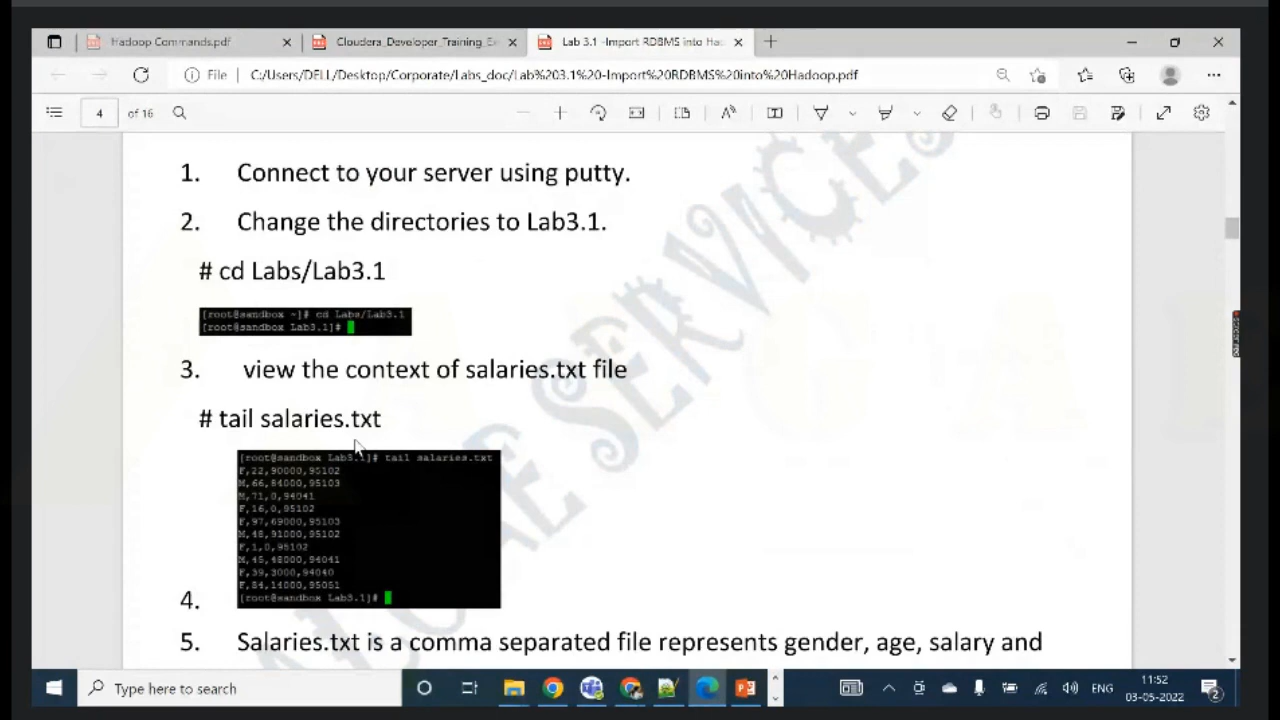 Hadoop Commands.pdf
Cloudera_Developer_Training_Ex
Lab 3.1 -Import RDBMS into Ha
File
C:/Users/DELL/Desktop/Corporate/Labs_doc/Lab%203.1%20-Import%20RDBMS%20into%20Hadoop.pdf
4 of 16
1. Connect to your server using putty.
2. Change the directories to Lab3.1.
# cd Labs/Lab3.1
[root@sandbox ~]# cd Labs/Lab3.1
[root@sandbox Lab3.1]#
3. view the context of salaries.txt file
# tail salaries.txt
[root@sandbox Lab3.1]# tail salaries.txt
F,22,90000,95102
M,66,84000,95103
M,71,0,94041
F,16,0,95102
F,97,69000,95103
M,48,91000,95102
F,1,0,95102
M,45,48000,94041
F,39,3000,94040
F,84,14000,95051
[root@sandbox Lab3.1]#
4.
5. Salaries.txt is a comma separated file represents gender, age, salary and
SERVICES
Type here to search
ENG
11:52
03-05-2022
2